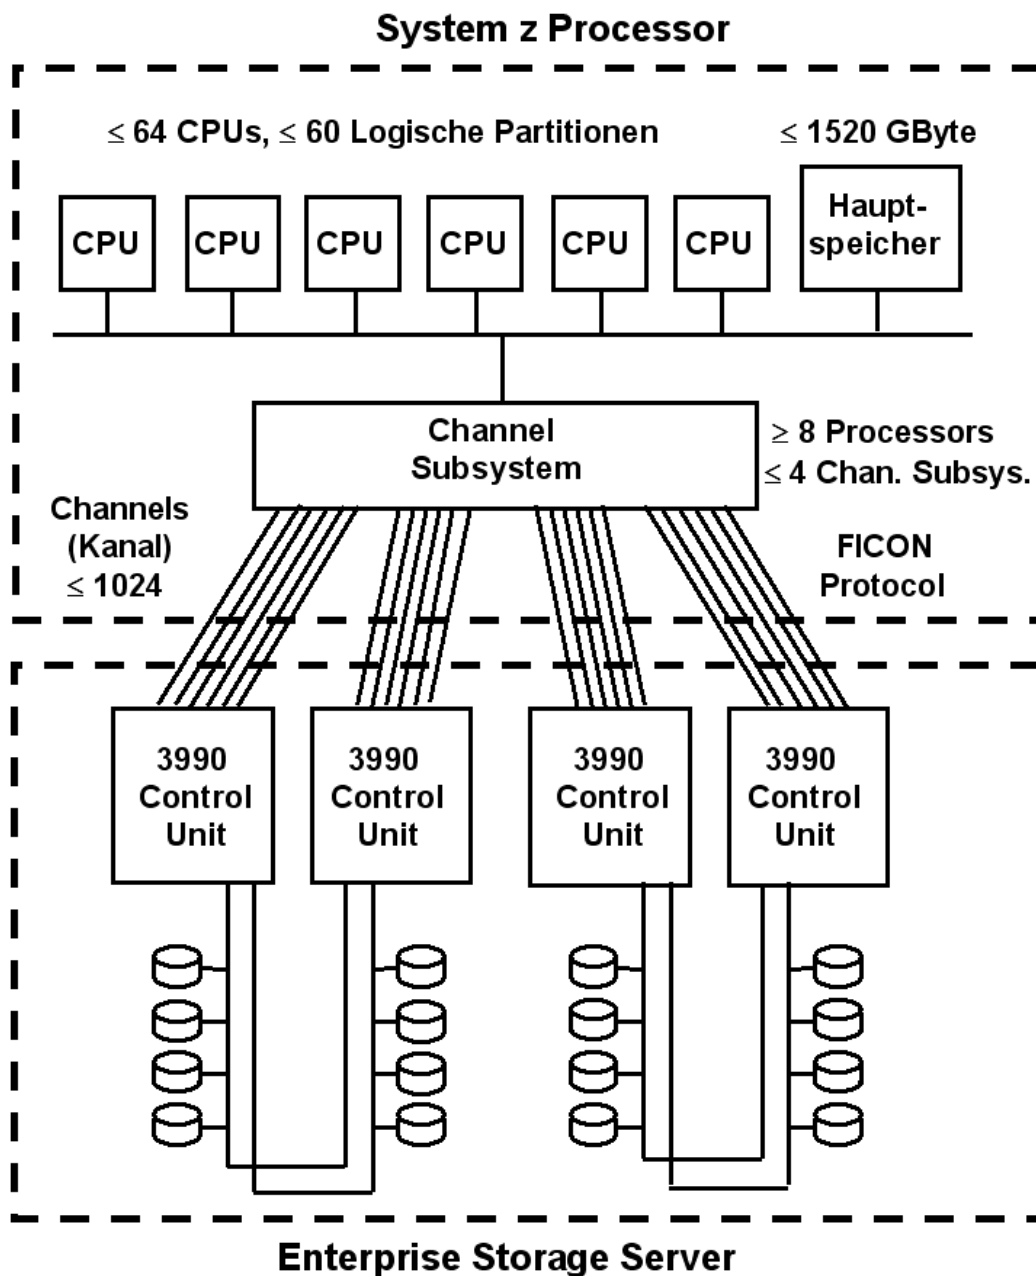 System z Processor
≤ 64 CPUs, ≤ 60 Logische Partitionen
≤ 1520 GByte
CPU
CPU
CPU
CPU
CPU
CPU
Haupt-
speicher
Channel
Subsystem
≥ 8 Processors
≤ 4 Chan. Subsys.
Channels
(Kanal)
≤ 1024
FICON
Protocol
3990
Control
Unit
3990
Control
Unit
3990
Control
Unit
3990
Control
Unit
Enterprise Storage Server